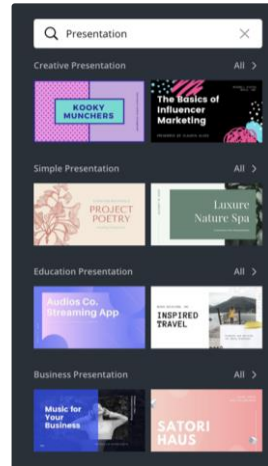 Presentation
Creative Presentation
All >
KOOKY
MUNCHERS
The Basics of
Influencer
Marketing
Simple Presentation
All >
PROJECT
POETRY
Luxure
Nature Spa
Education Presentation
All >
Audios Co.
Streaming App
INSPIRED
TRAVEL
Business Presentation
All >
Music for
Your
Business
SATORI
HAUS